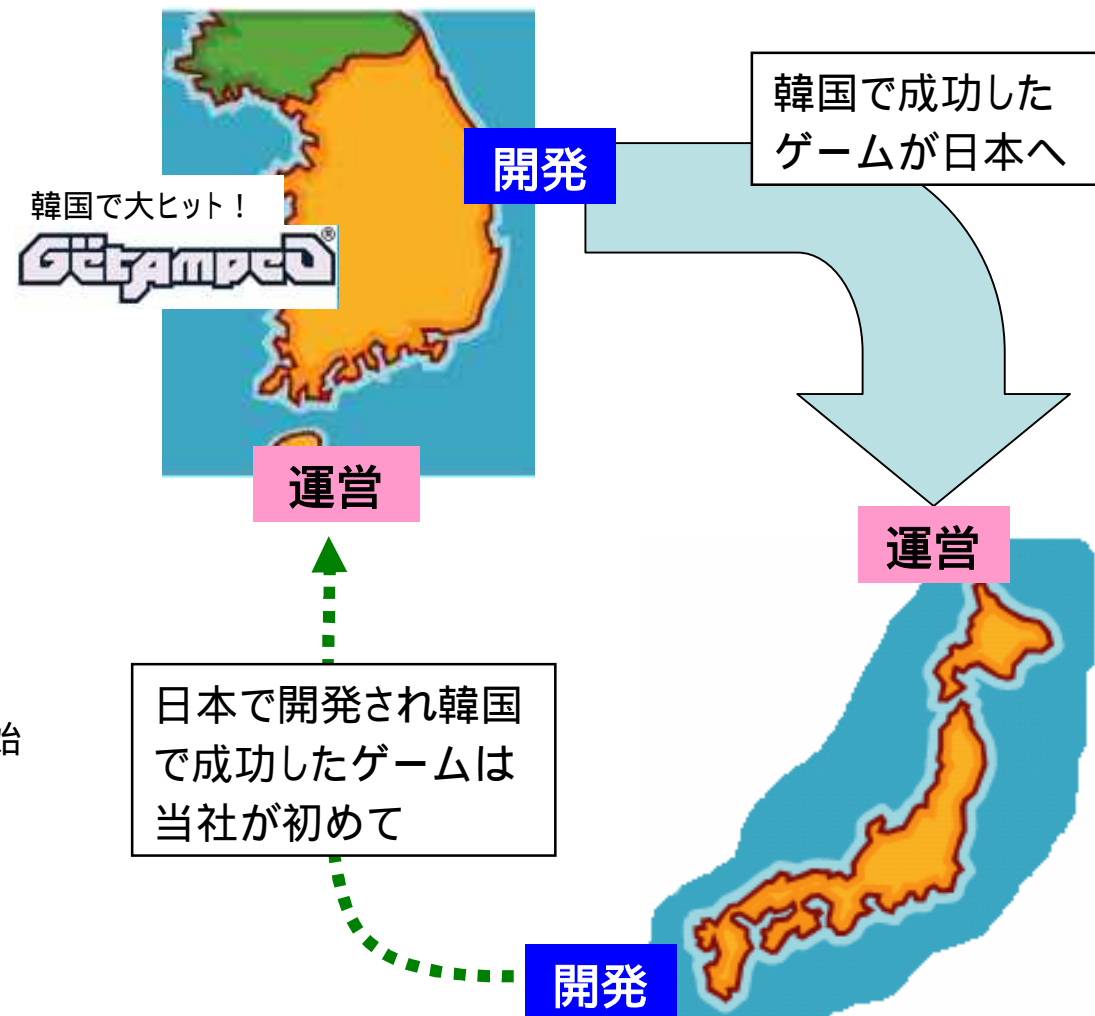 韓国で成功した
ゲームが日本へ
開発
韓国で大ヒット！
Getamped®
運営
運営
日本で開発され韓国
で成功したゲームは
当社が初めて
始
開発